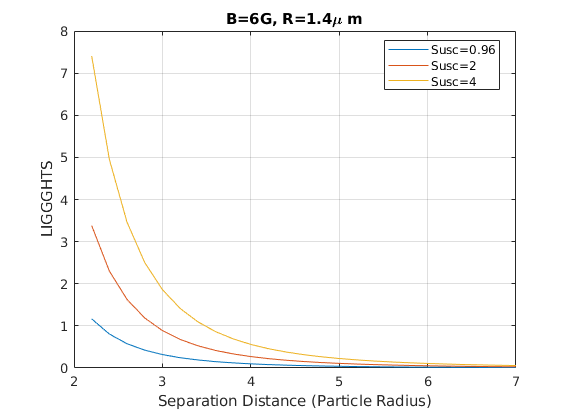 B=6G, R=1.4μ m
8
7
6
5
4
3
2
1
0
LIGGGHTS
Susc=0.96
Susc=2
Susc=4
2 3 4 5 6 7
Separation Distance (Particle Radius)